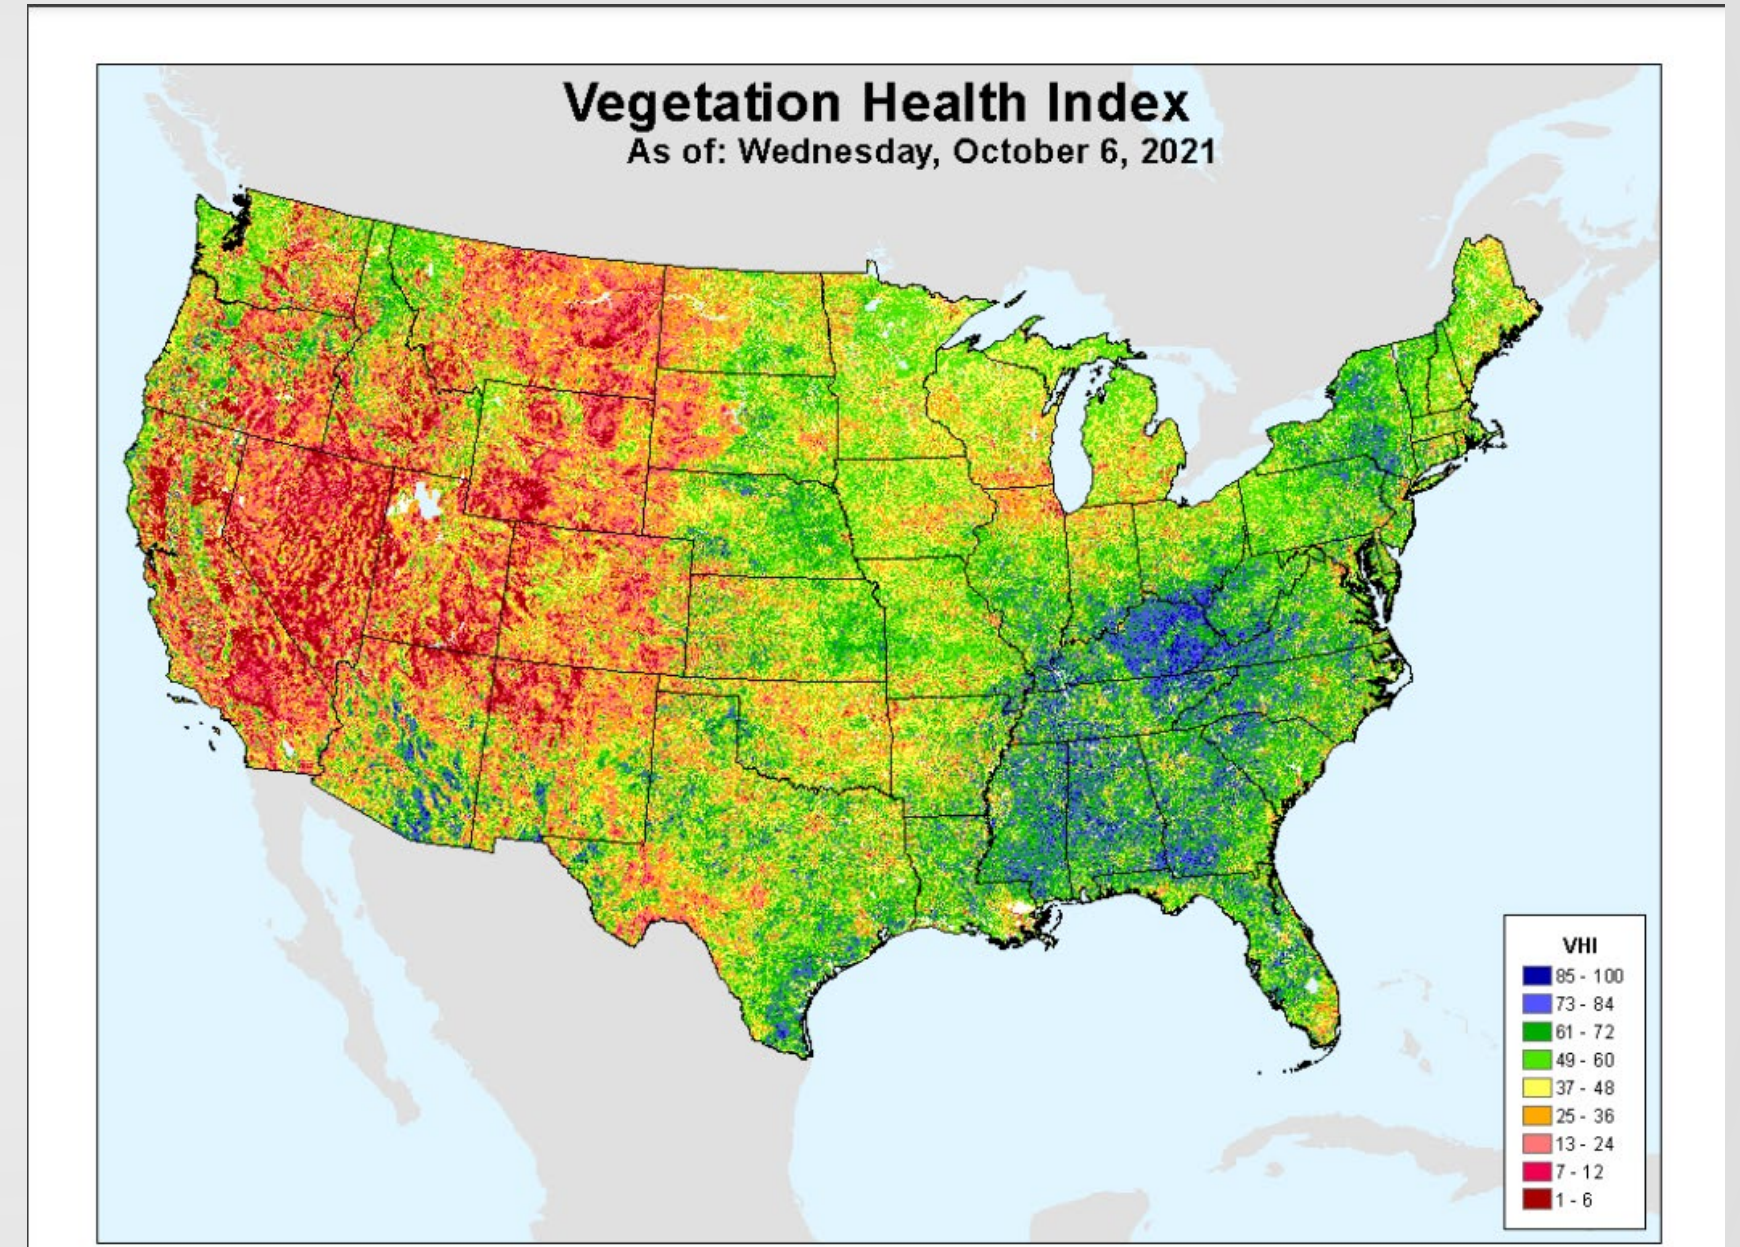 Vegetation Health Index
As of: Wednesday, October 6, 2021
VHI
85 - 100
73 - 84
61 - 72
49 - 60
37 - 48
25 - 36
13 - 24
7 - 12
1 - 6